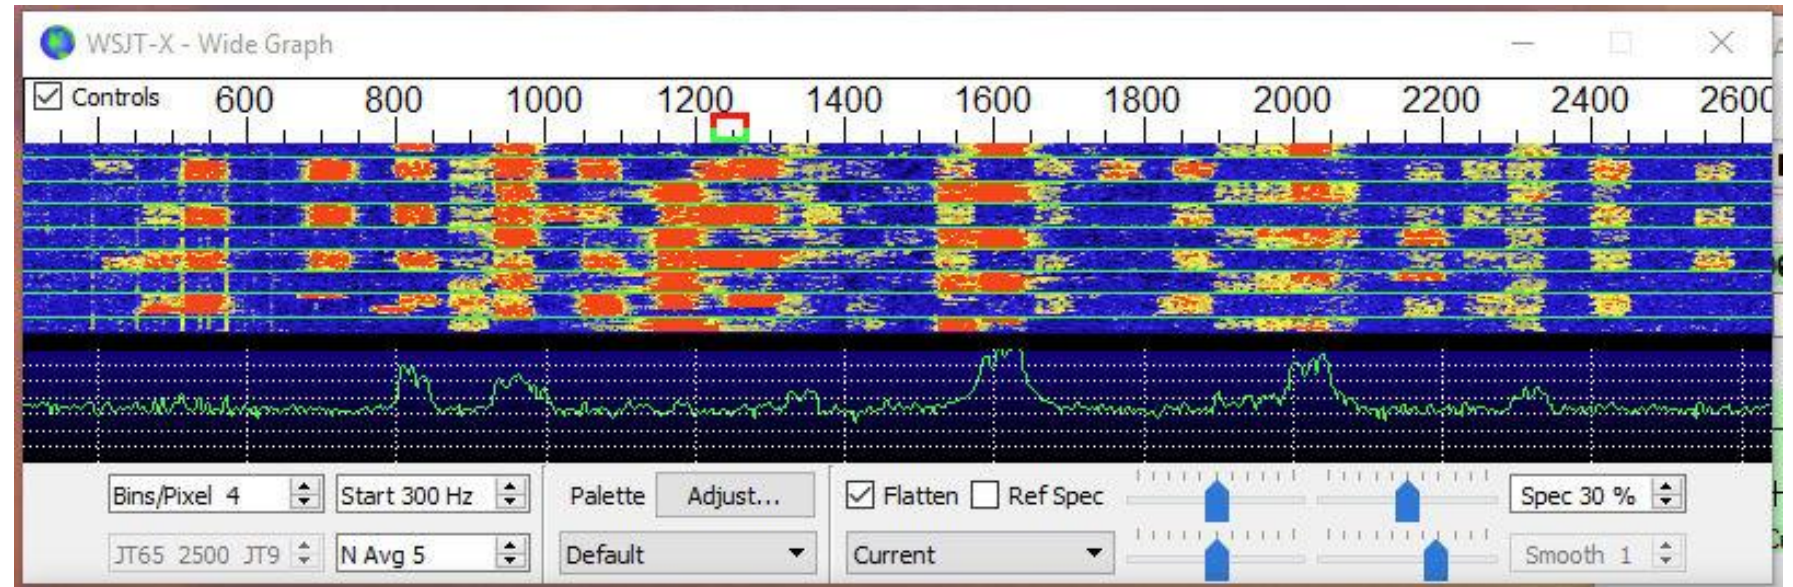 WSJT-X - Wide Graph
Controls 600 800 1000 1200 1400 1600 1800 2000 2200 2400 2600
Bins/Pixel 4 Start 300 Hz Palette Adjust... Flatten Ref Spec Spec 30 %
JT65 2500 JT9 N Avg 5 Default Current Smooth 1